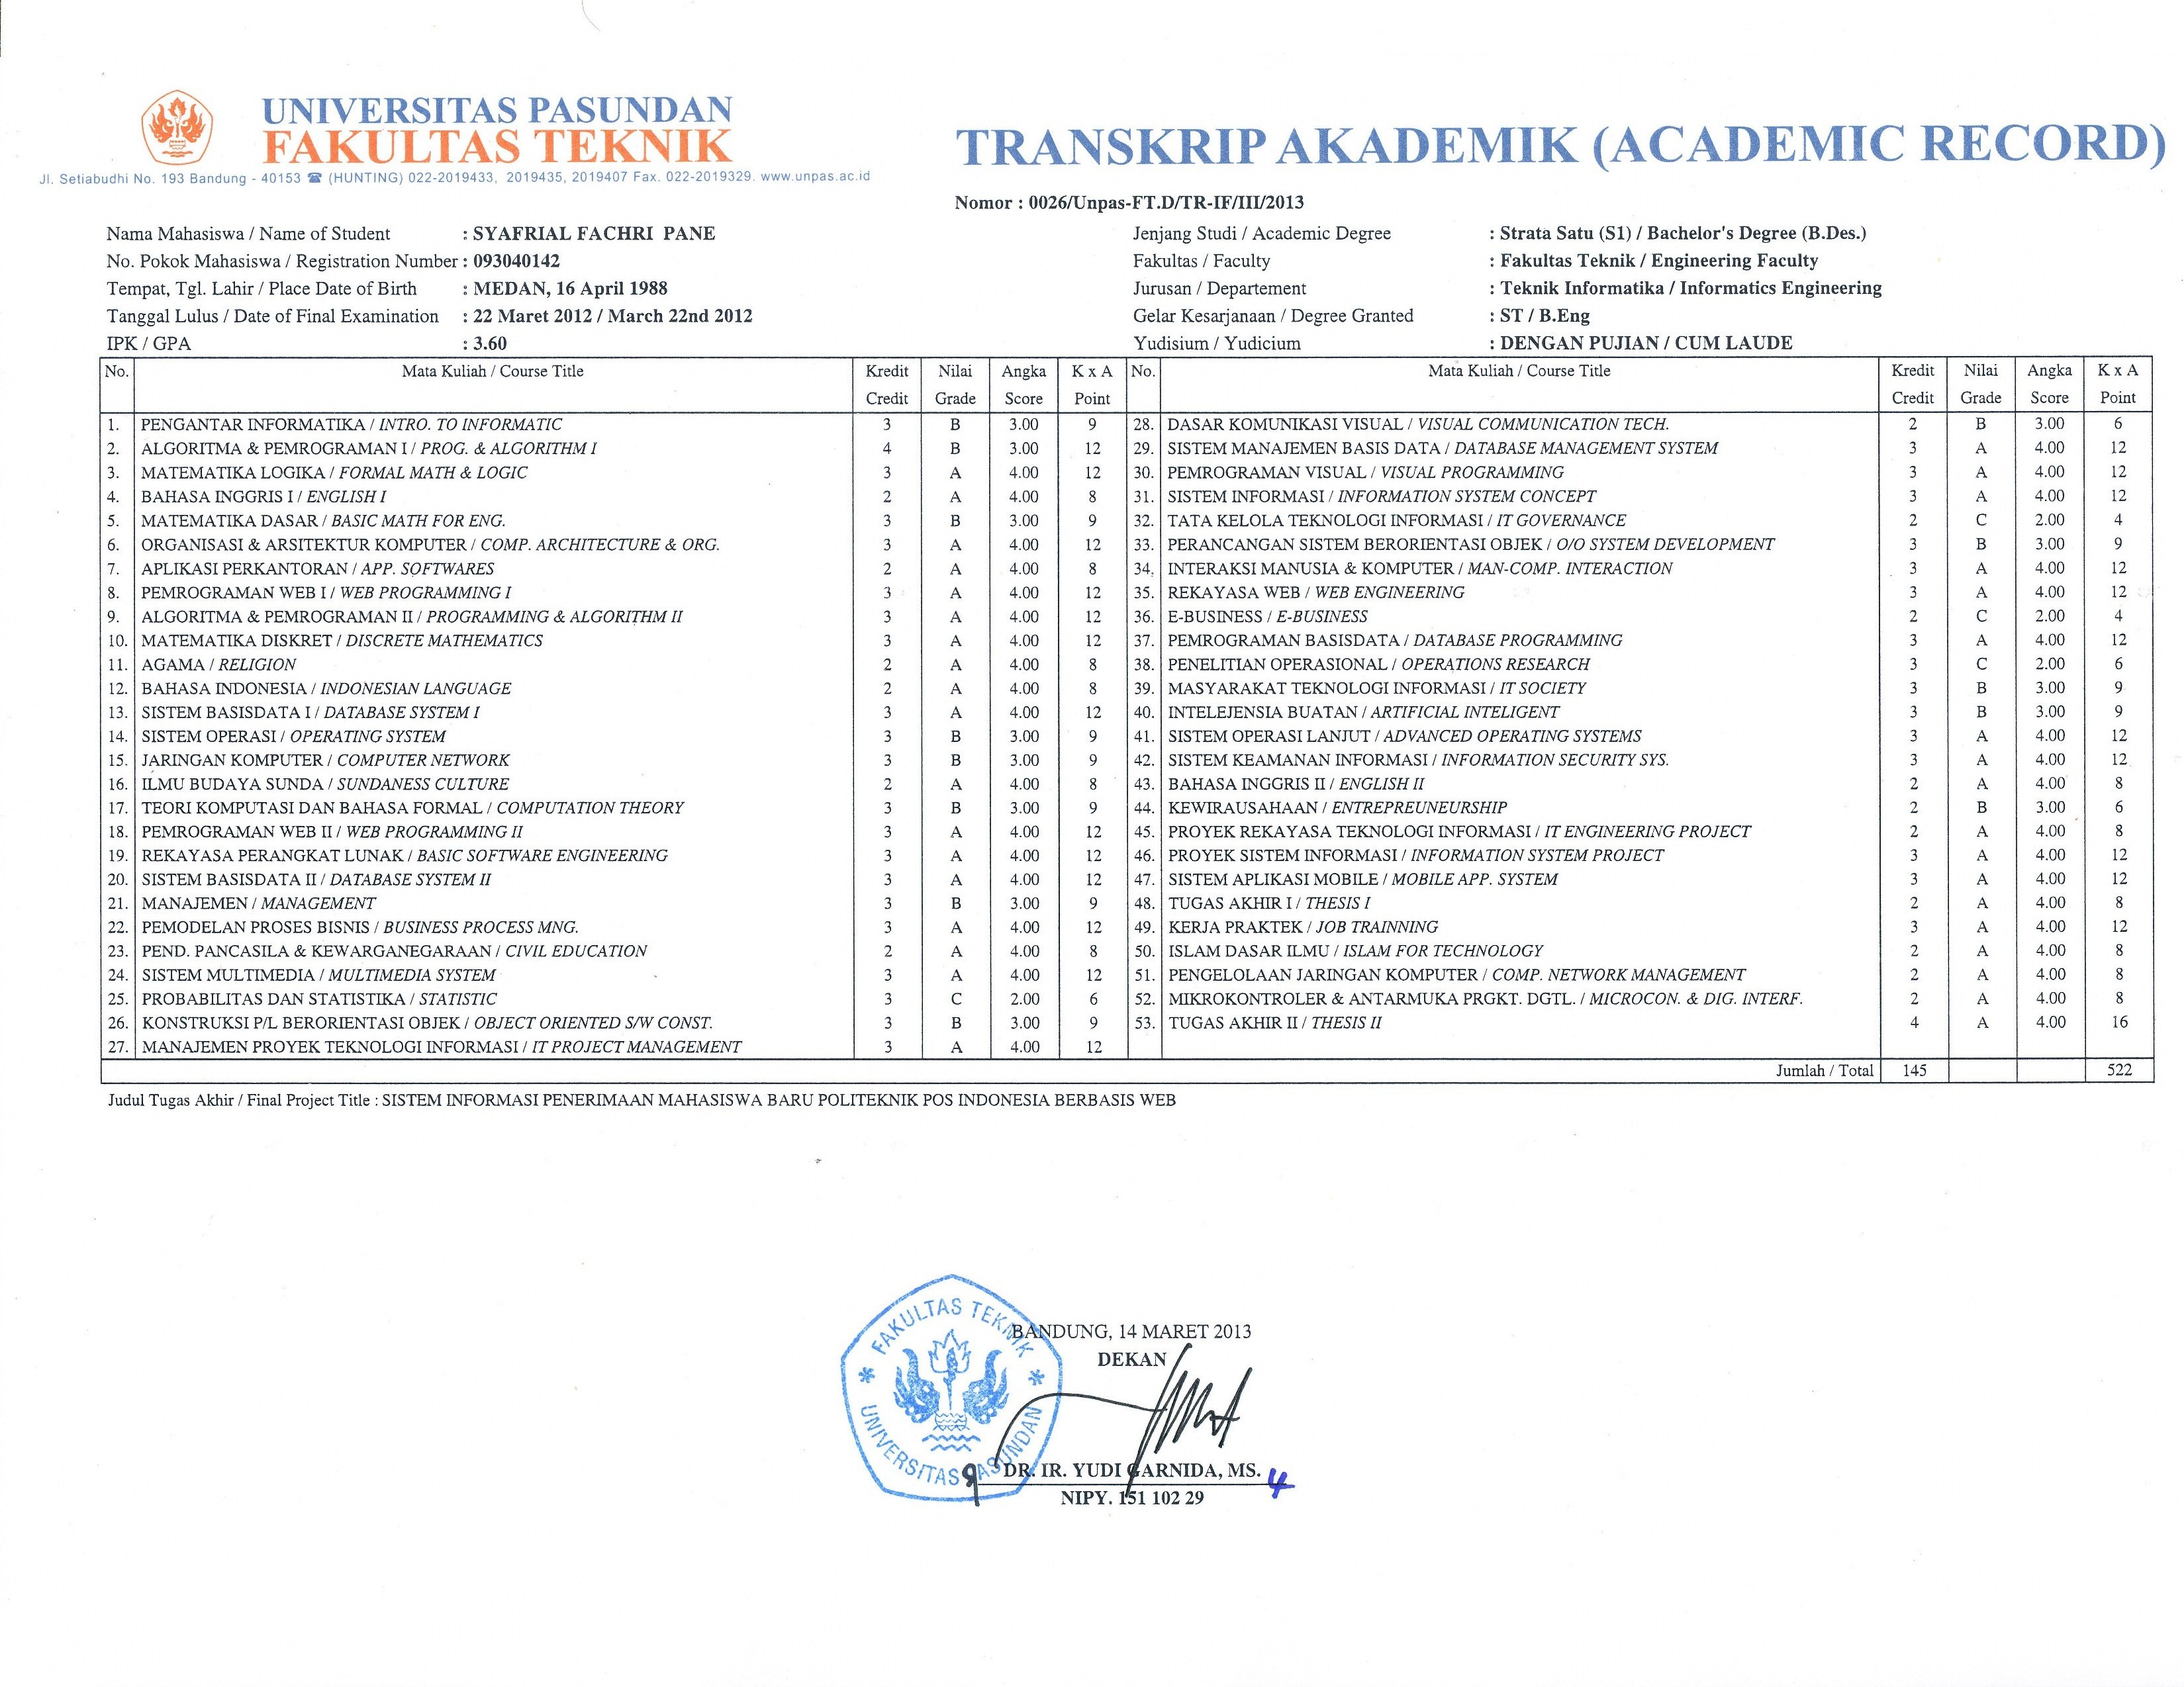 UNIVERSITAS PASUNDAN
FAKULTAS TEKNIK
Jl. Setiabudhi No. 193 Bandung - 40153 ☎ (HUNTING) 022-2019433, 2019435, 2019407 Fax. 022-2019329. www.unpas.ac.id
TRANSKRIP AKADEMIK (ACADEMIC RECORD)
Nomor : 0026/Unpas-FT.D/TR-IF/III/2013
Nama Mahasiswa / Name of Student : SYAFRIAL FACHRI PANE
No. Pokok Mahasiswa / Registration Number : 093040142
Tempat, Tgl. Lahir / Place Date of Birth : MEDAN, 16 April 1988
Tanggal Lulus / Date of Final Examination : 22 Maret 2012 / March 22nd 2012
IPK / GPA : 3.60
Jenjang Studi / Academic Degree : Strata Satu (S1) / Bachelor's Degree (B.Des.)
Fakultas / Faculty : Fakultas Teknik / Engineering Faculty
Jurusan / Departement : Teknik Informatika / Informatics Engineering
Gelar Kesarjanaan / Degree Granted : ST / B.Eng
Yudisium / Yudicium : DENGAN PUJIAN / CUM LAUDE
No. Mata Kuliah / Course Title Kredit Nilai Angka K x A
Credit Grade Score Point
1. PENGANTAR INFORMATIKA / INTRO. TO INFORMATIC 3 B 3.00 9
2. ALGORITMA & PEMROGRAMAN I / PROG. & ALGORITHM I 4 B 3.00 12
3. MATEMATIKA LOGIKA / FORMAL MATH & LOGIC 3 A 4.00 12
4. BAHASA INGGRIS I / ENGLISH I 2 A 4.00 8
5. MATEMATIKA DASAR / BASIC MATH FOR ENG. 3 B 3.00 9
6. ORGANISASI & ARSITEKTUR KOMPUTER / COMP. ARCHITECTURE & ORG. 3 A 4.00 12
7. APLIKASI PERKANTORAN / APP. SOFTWARES 2 A 4.00 8
8. PEMROGRAMAN WEB I / WEB PROGRAMMING I 3 A 4.00 12
9. ALGORITMA & PEMROGRAMAN II / PROGRAMMING & ALGORITHM II 3 A 4.00 12
10. MATEMATIKA DISKRET / DISCRETE MATHEMATICS 3 A 4.00 12
11. AGAMA / RELIGION 2 A 4.00 8
12. BAHASA INDONESIA / INDONESIAN LANGUAGE 2 A 4.00 8
13. SISTEM BASISDATA I / DATABASE SYSTEM I 3 A 4.00 12
14. SISTEM OPERASI / OPERATING SYSTEM 3 B 3.00 9
15. JARINGAN KOMPUTER / COMPUTER NETWORK 3 B 3.00 9
16. ILMU BUDAYA SUNDA / SUNDANESS CULTURE 2 A 4.00 8
17. TEORI KOMPUTASI DAN BAHASA FORMAL / COMPUTATION THEORY 3 B 3.00 9
18. PEMROGRAMAN WEB II / WEB PROGRAMMING II 3 A 4.00 12
19. REKAYASA PERANGKAT LUNAK / BASIC SOFTWARE ENGINEERING 3 A 4.00 12
20. SISTEM BASISDATA II / DATABASE SYSTEM II 3 A 4.00 12
21. MANAJEMEN / MANAGEMENT 3 B 3.00 9
22. PEMODELAN PROSES BISNIS / BUSINESS PROCESS MNG. 3 A 4.00 12
23. PEND. PANCASILA & KEWARGANEGARAAN / CIVIL EDUCATION 2 A 4.00 8
24. SISTEM MULTIMEDIA / MULTIMEDIA SYSTEM 3 A 4.00 12
25. PROBABILITAS DAN STATISTIKA / STATISTIC 3 C 2.00 6
26. KONSTRUKSI P/L BERORIENTASI OBJEK / OBJECT ORIENTED S/W CONST. 3 B 3.00 9
27. MANAJEMEN PROYEK TEKNOLOGI INFORMASI / IT PROJECT MANAGEMENT 3 A 4.00 12
No. Mata Kuliah / Course Title Kredit Nilai Angka K x A
Credit Grade Score Point
28. DASAR KOMUNIKASI VISUAL / VISUAL COMMUNICATION TECH. 2 B 3.00 6
29. SISTEM MANAJEMEN BASIS DATA / DATABASE MANAGEMENT SYSTEM 3 A 4.00 12
30. PEMROGRAMAN VISUAL / VISUAL PROGRAMMING 3 A 4.00 12
31. SISTEM INFORMASI / INFORMATION SYSTEM CONCEPT 3 A 4.00 12
32. TATA KELOLA TEKNOLOGI INFORMASI / IT GOVERNANCE 2 C 2.00 4
33. PERANCANGAN SISTEM BERORIENTASI OBJEK / O/O SYSTEM DEVELOPMENT 3 B 3.00 9
34. INTERAKSI MANUSIA & KOMPUTER / MAN-COMP. INTERACTION 3 A 4.00 12
35. REKAYASA WEB / WEB ENGINEERING 3 A 4.00 12
36. E-BUSINESS / E-BUSINESS 2 C 2.00 4
37. PEMROGRAMAN BASISDATA / DATABASE PROGRAMMING 3 A 4.00 12
38. PENELITIAN OPERASIONAL / OPERATIONS RESEARCH 3 C 2.00 6
39. MASYARAKAT TEKNOLOGI INFORMASI / IT SOCIETY 3 B 3.00 9
40. INTELEJENSIA BUATAN / ARTIFICIAL INTELIGENT 3 B 3.00 9
41. SISTEM OPERASI LANJUT / ADVANCED OPERATING SYSTEMS 3 A 4.00 12
42. SISTEM KEAMANAN INFORMASI / INFORMATION SECURITY SYS. 3 A 4.00 12
43. BAHASA INGGRIS II / ENGLISH II 2 A 4.00 8
44. KEWIRAUSAHAAN / ENTREPREUNEURSHIP 2 B 3.00 6
45. PROYEK REKAYASA TEKNOLOGI INFORMASI / IT ENGINEERING PROJECT 2 A 4.00 8
46. PROYEK SISTEM INFORMASI / INFORMATION SYSTEM PROJECT 3 A 4.00 12
47. SISTEM APLIKASI MOBILE / MOBILE APP. SYSTEM 3 A 4.00 12
48. TUGAS AKHIR I / THESIS I 2 A 4.00 8
49. KERJA PRAKTEK / JOB TRAINNING 3 A 4.00 12
50. ISLAM DASAR ILMU / ISLAM FOR TECHNOLOGY 2 A 4.00 8
51. PENGELOLAAN JARINGAN KOMPUTER / COMP. NETWORK MANAGEMENT 2 A 4.00 8
52. MIKROKONTROLER & ANTARMUKA PRGKT. DGTL. / MICROCON. & DIG. INTERF. 2 A 4.00 8
53. TUGAS AKHIR II / THESIS II 4 A 4.00 16
Jumlah / Total 145 522
Judul Tugas Akhir / Final Project Title : SISTEM INFORMASI PENERIMAAN MAHASISWA BARU POLITEKNIK POS INDONESIA BERBASIS WEB
FAKULTAS TEKNIK
UNIVERSITAS PASUNDAN
BANDUNG, 14 MARET 2013
DEKAN
DR. IR. YUDI GARNIDA, MS.
NIPY. 151 102 29